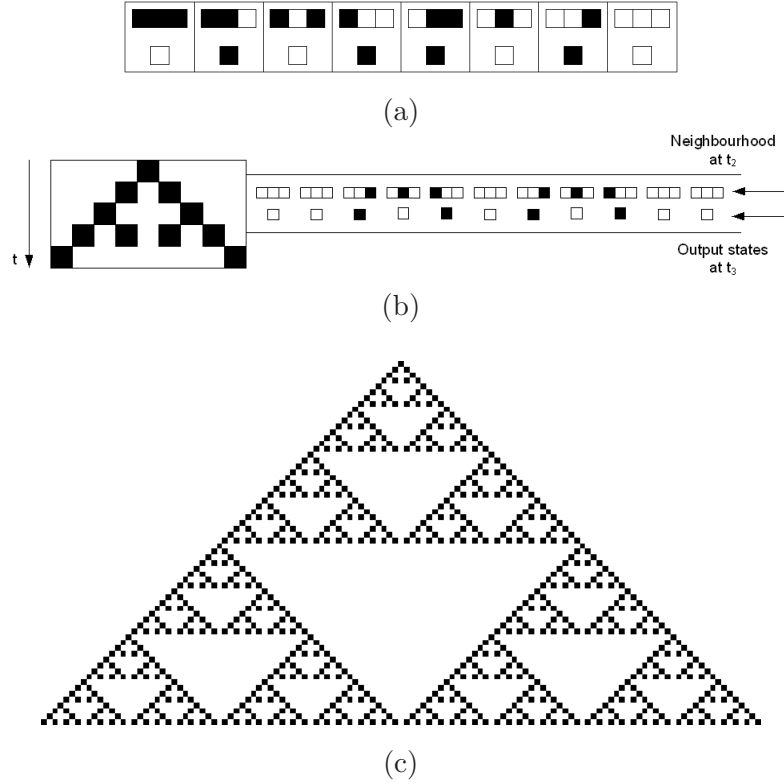 (a)
Neighbourhood
at t₂
t
Output states
at t₃
(b)
(c)